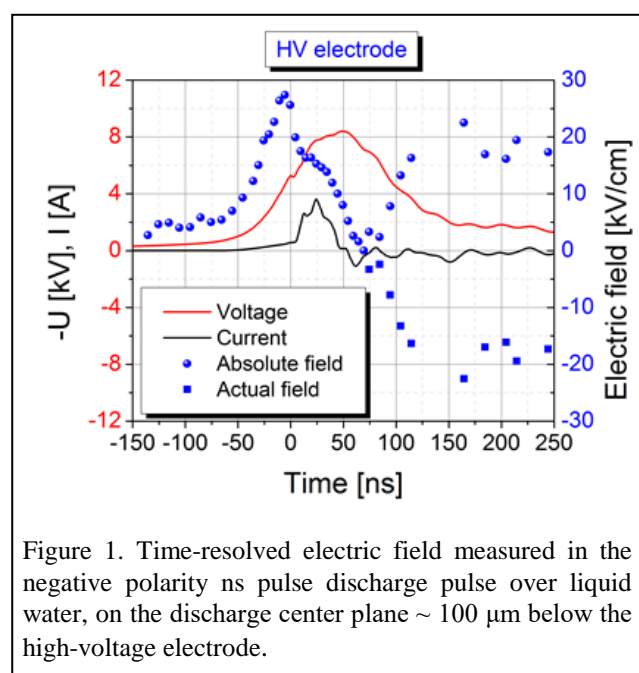 HV electrode
12
8
4
0
-4
-8
-12
-U [kV], I [A]
30
20
10
0
-10
-20
-30
Electric field [kV/cm]
Voltage
Current
Absolute field
Actual field
-150 -100 -50 0 50 100 150 200 250
Time [ns]
Figure 1. Time-resolved electric field measured in the
negative polarity ns pulse discharge pulse over liquid
water, on the discharge center plane ~ 100 μm below the
high-voltage electrode.